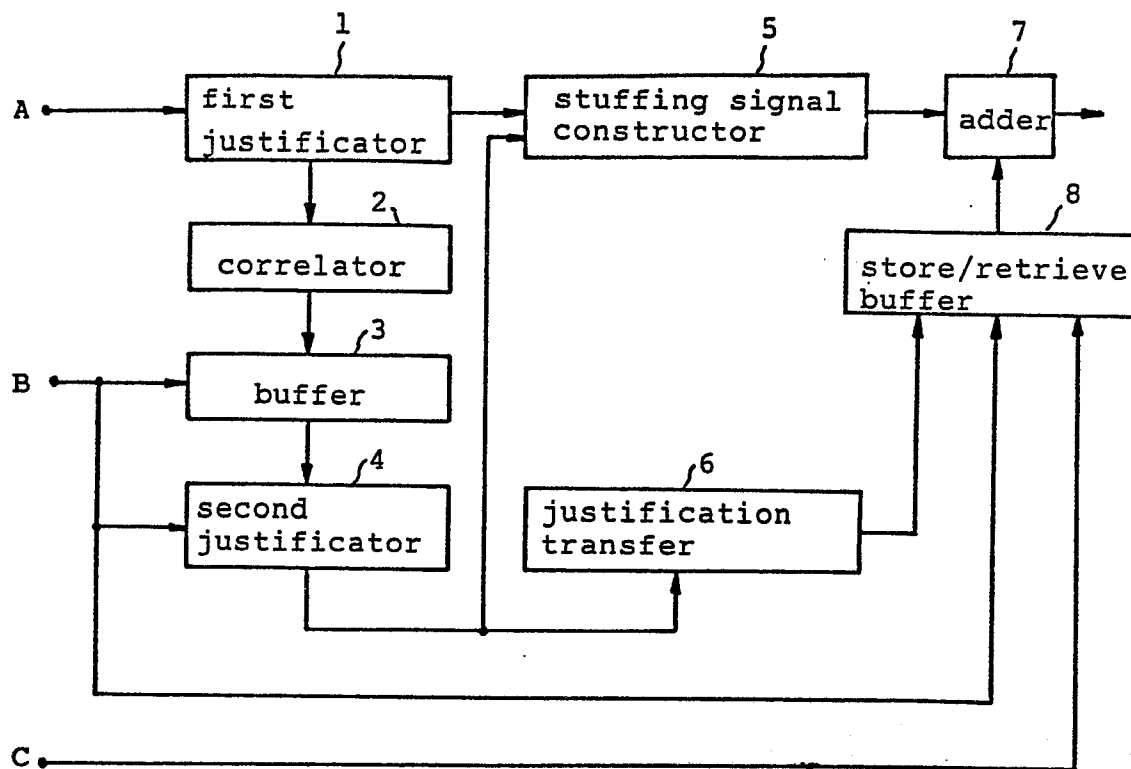 1
5
7
A
first
justificator
stuffing signal
constructor
adder
2
correlator
8
store/retrieve
buffer
3
B
buffer
4
second
justificator
6
justification
transfer
C